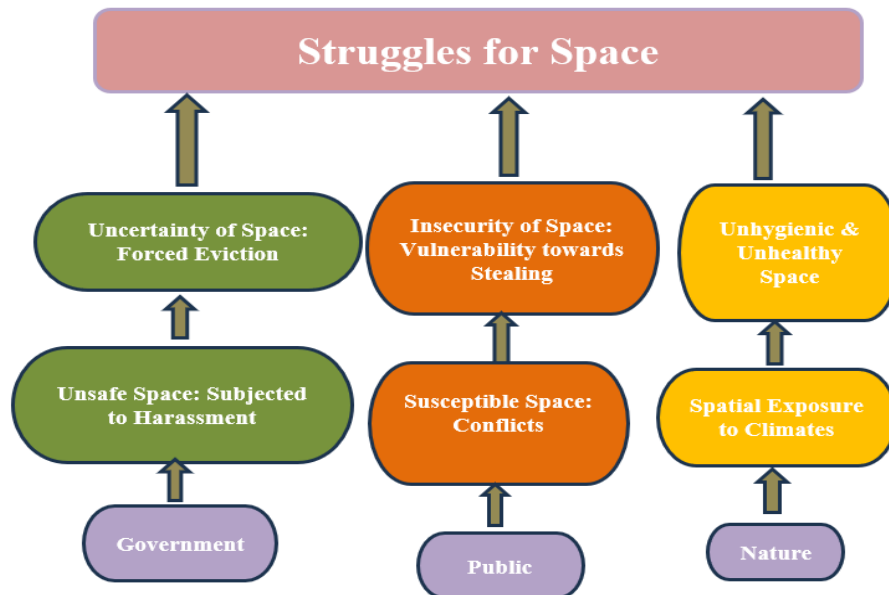 Struggles for Space
Uncertainty of Space:
Forced Eviction
Insecurity of Space:
Vulnerability towards
Stealing
Unhygienic &
Unhealthy
Space
Unsafe Space: Subjected
to Harassment
Susceptible Space:
Conflicts
Spatial Exposure
to Climates
Government
Public
Nature